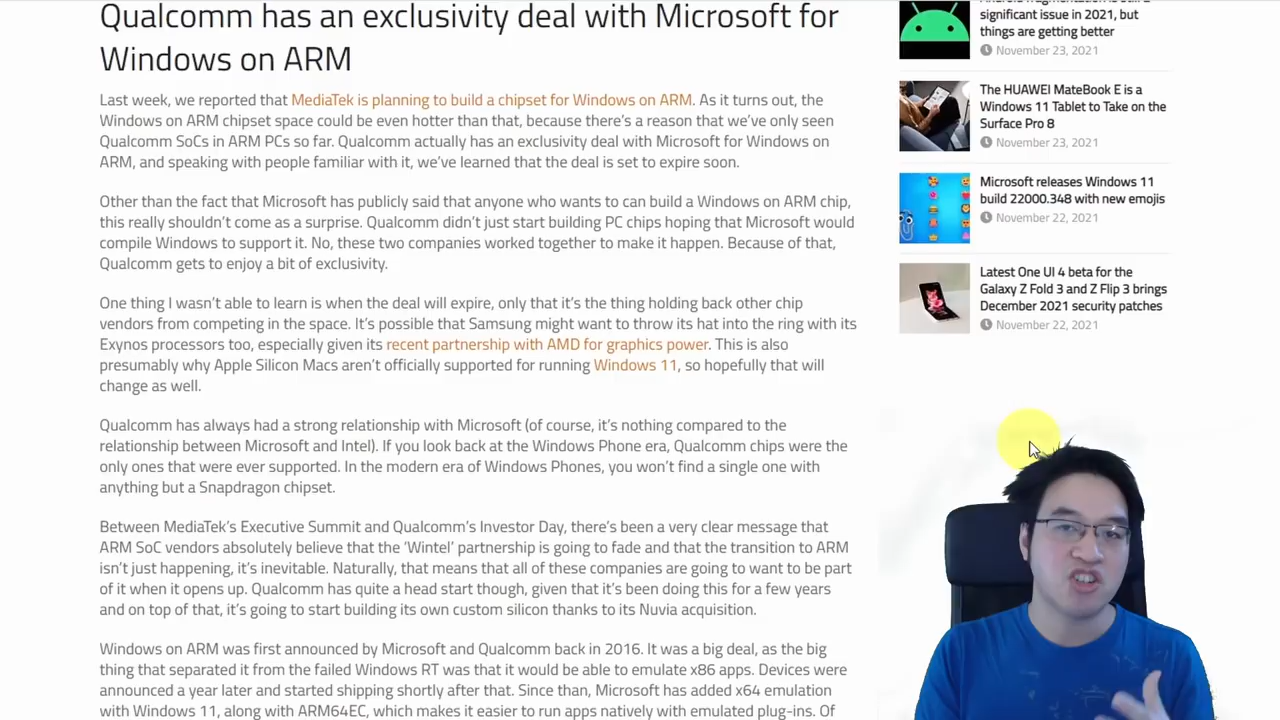 Qualcomm has an exclusivity deal with Microsoft for
Windows on ARM
Last week, we reported that MediaTek is planning to build a chipset for Windows on ARM. As it turns out, the
Windows on ARM chipset space could be even hotter than that, because there's a reason that we've only seen
Qualcomm SoCs in ARM PCs so far. Qualcomm actually has an exclusivity deal with Microsoft for Windows on
ARM, and speaking with people familiar with it, we've learned that the deal is set to expire soon.
Other than the fact that Microsoft has publicly said that anyone who wants to can build a Windows on ARM chip,
this really shouldn't come as a surprise. Qualcomm didn't just start building PC chips hoping that Microsoft would
compile Windows to support it. No, these two companies worked together to make it happen. Because of that,
Qualcomm gets to enjoy a bit of exclusivity.
One thing I wasn't able to learn is when the deal will expire, only that it's the thing holding back other chip
vendors from competing in the space. It's possible that Samsung might want to throw its hat into the ring with its
Exynos processors too, especially given its recent partnership with AMD for graphics power. This is also
presumably why Apple Silicon Macs aren't officially supported for running Windows 11, so hopefully that will
change as well.
Qualcomm has always had a strong relationship with Microsoft (of course, it's nothing compared to the
relationship between Microsoft and Intel). If you look back at the Windows Phone era, Qualcomm chips were the
only ones that were ever supported. In the modern era of Windows Phones, you won't find a single one with
anything but a Snapdragon chipset.
Between MediaTek's Executive Summit and Qualcomm's Investor Day, there's been a very clear message that
ARM SoC vendors absolutely believe that the 'Wintel' partnership is going to fade and that the transition to ARM
isn't just happening, it's inevitable. Naturally, that means that all of these companies are going to want to be part
of it when it opens up. Qualcomm has quite a head start though, given that it's been doing this for a few years
and on top of that, it's going to start building its own custom silicon thanks to its Nuvia acquisition.
Windows on ARM was first announced by Microsoft and Qualcomm back in 2016. It was a big deal, as the big
thing that separated it from the failed Windows RT was that it would be able to emulate x86 apps. Devices were
announced a year later and started shipping shortly after that. Since than, Microsoft has added x64 emulation
with Windows 11, along with ARM64EC, which makes it easier to run apps natively with emulated plug-ins. Of
Android fragmentation is still a
significant issue in 2021, but
things are getting better
November 23, 2021
The HUAWEI MateBook E is a
Windows 11 Tablet to Take on the
Surface Pro 8
November 23, 2021
Microsoft releases Windows 11
build 22000.348 with new emojis
November 22, 2021
Latest One UI 4 beta for the
Galaxy Z Fold 3 and Z Flip 3 brings
December 2021 security patches
November 22, 2021